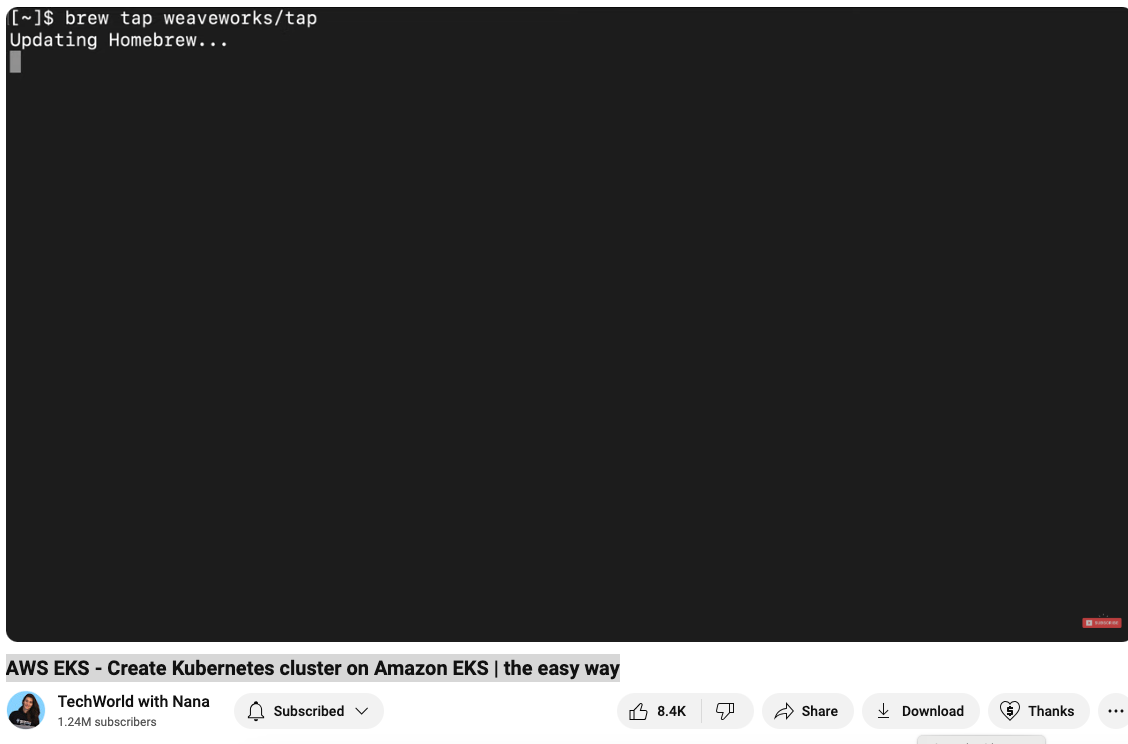 [~]$ brew tap weaveworks/tap
Updating Homebrew...
SUBSCRIBE
AWS EKS - Create Kubernetes cluster on Amazon EKS | the easy way
TechWorld with Nana
1.24M subscribers
Subscribed
8.4K
Share
Download
Thanks